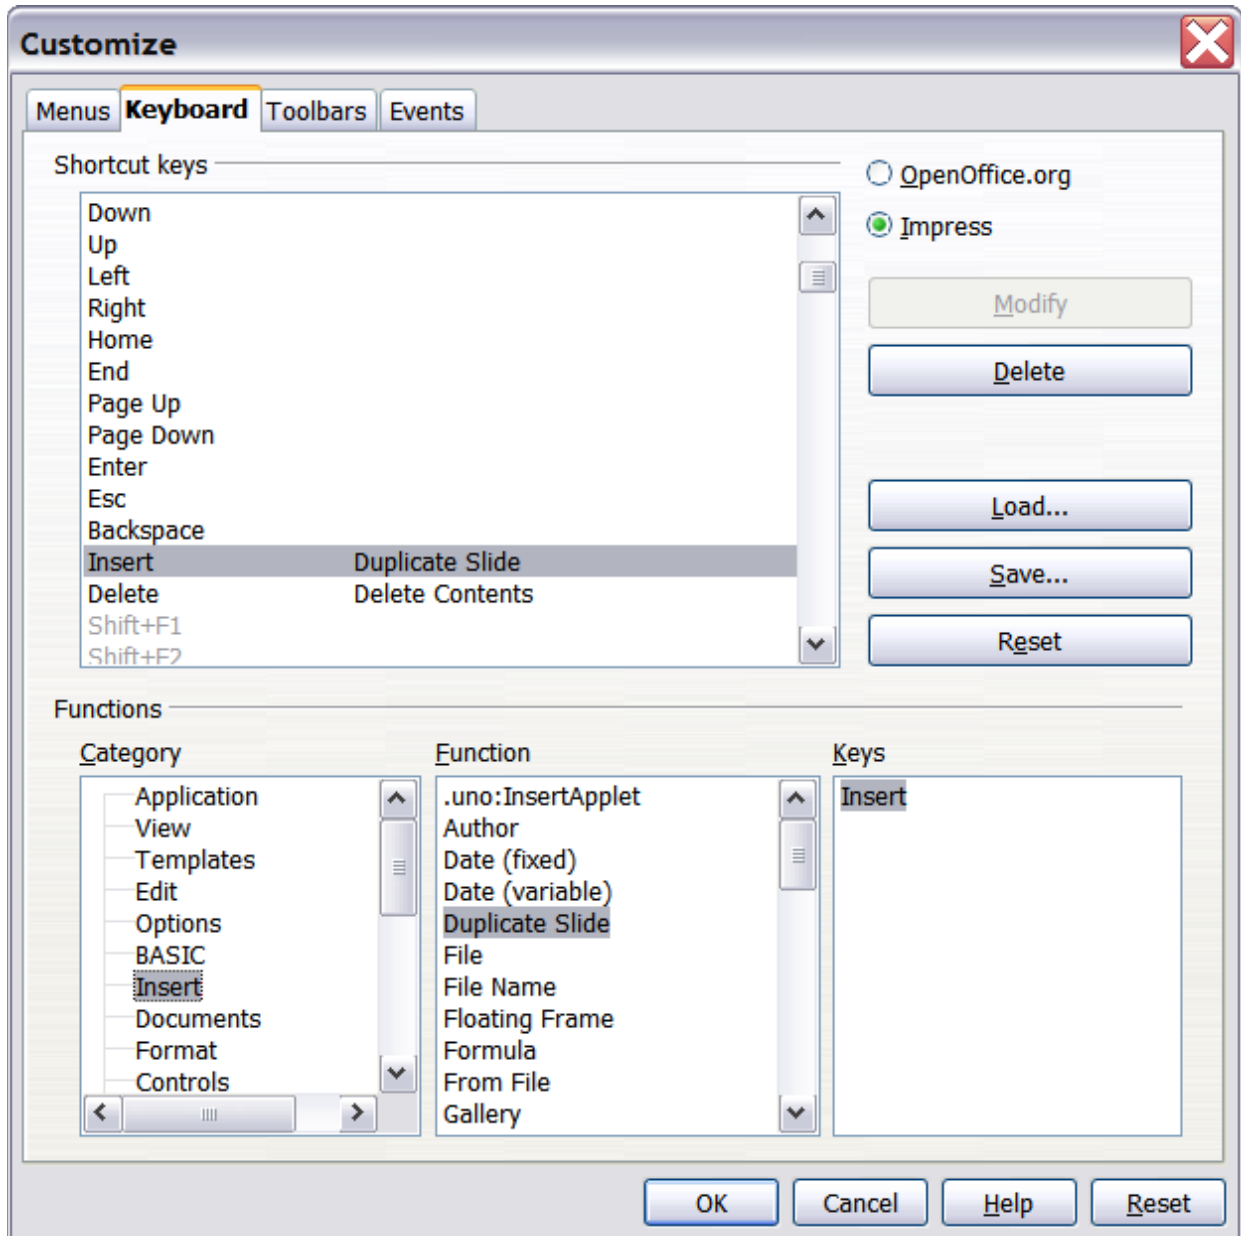 Customize
Menus Keyboard Toolbars Events
Shortcut keys
OpenOffice.org
Impress
Modify
Delete
Load...
Save...
Reset
Down
Up
Left
Right
Home
End
Page Up
Page Down
Enter
Esc
Backspace
Insert Duplicate Slide
Delete Delete Contents
Shift+F1
Shift+F2
Functions
Category
Application
View
Templates
Edit
Options
BASIC
Insert
Documents
Format
Controls
Function
.uno:InsertApplet
Author
Date (fixed)
Date (variable)
Duplicate Slide
File
File Name
Floating Frame
Formula
From File
Gallery
Keys
Insert
OK Cancel Help Reset